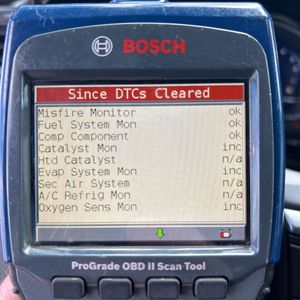 BOSCH
Since DTCs Cleared
Misfire Monitor ok
Fuel System Mon ok
Comp Component ok
Catalyst Mon inc
Htd Catalyst n/a
Evap System Mon inc
Sec Air System n/a
A/C Refrig Mon n/a
Oxygen Sens Mon inc
ProGrade OBD II Scan Tool